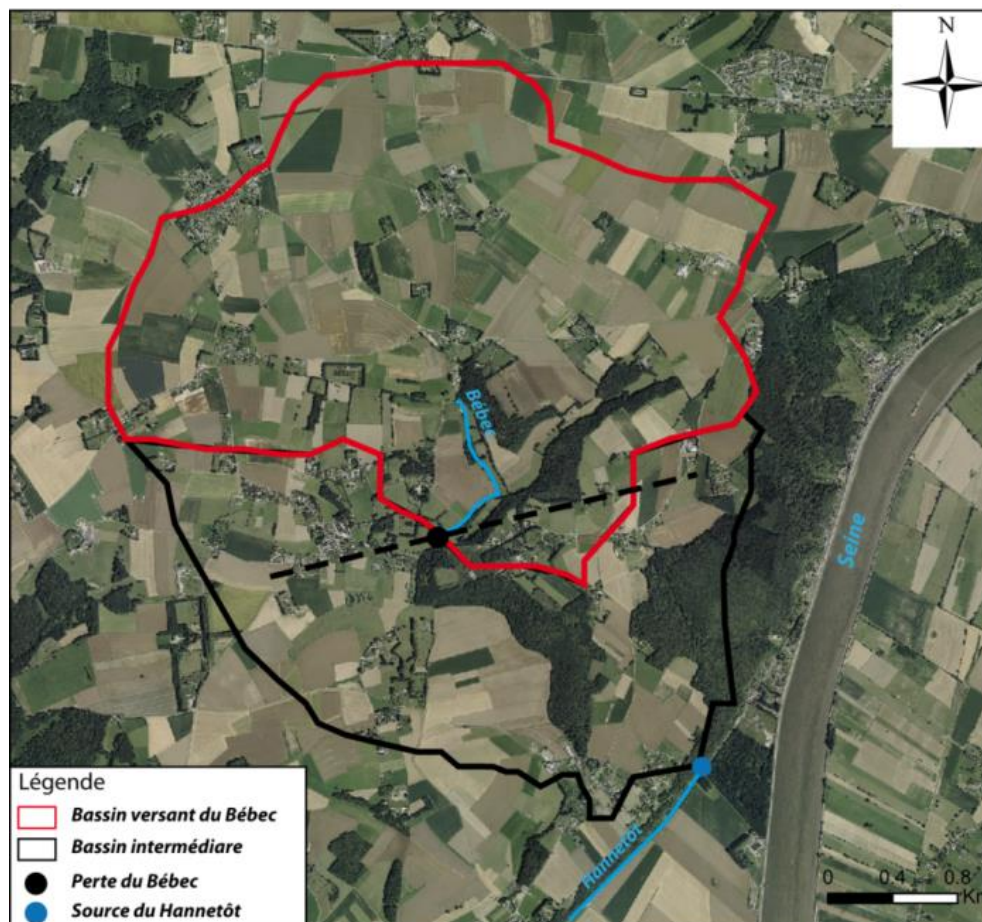 N
Bébec
Seine
Hannetôt
Légende
Bassin versant du Bébec
Bassin intermédiare
Perte du Bébec
Source du Hannetôt
0 0.4 0.8
Km